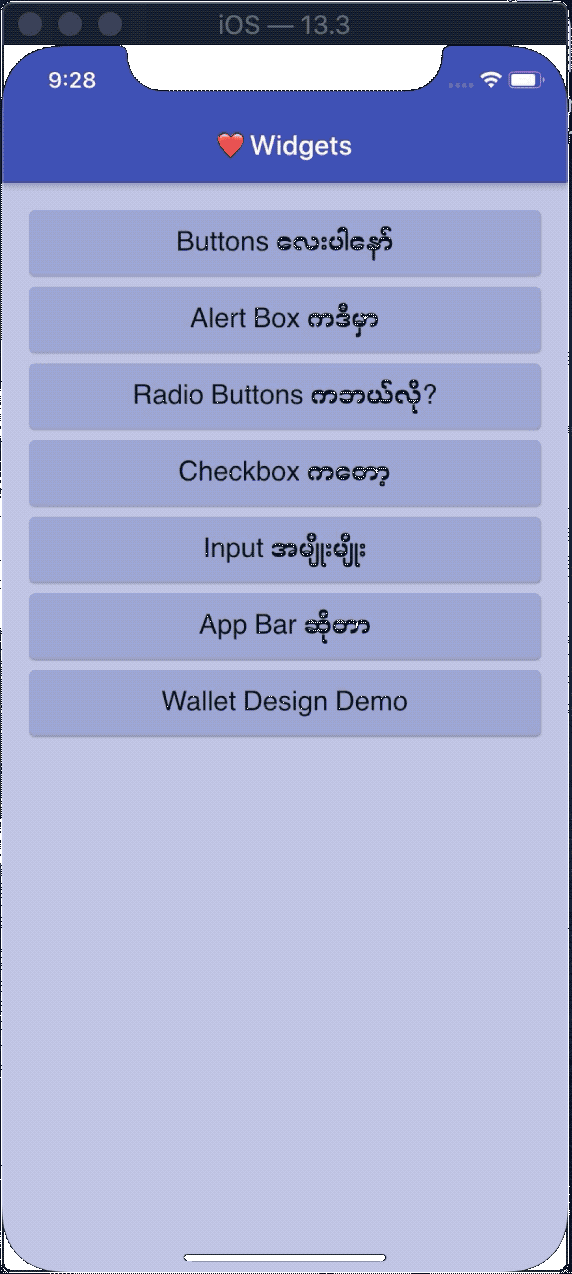 iOS — 13.3
9:28
❤️ Widgets
Buttons လေးပါနော်
Alert Box ကဒီမှာ
Radio Buttons ကဘယ်လို?
Checkbox ကတော့
Input အမျိုးမျိုး
App Bar ဆိုတာ
Wallet Design Demo